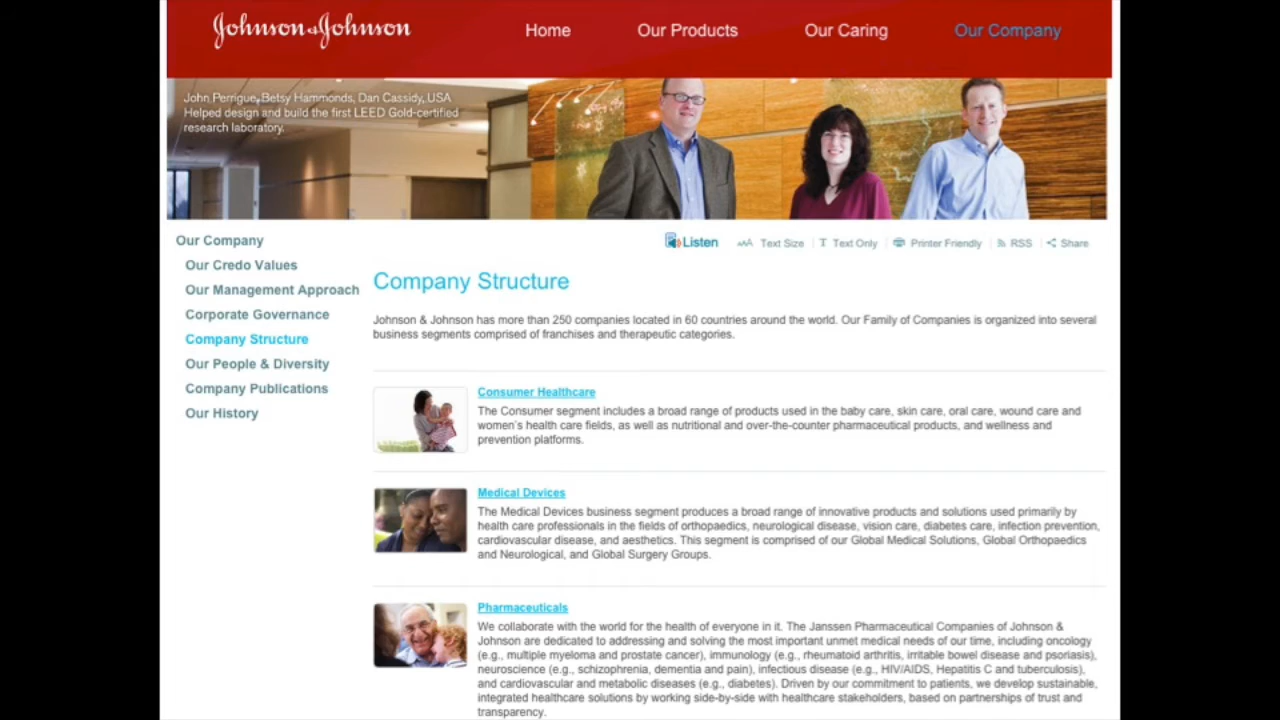 Johnson & Johnson
Home
Our Products
Our Caring
Our Company
John Perrigue, Betsy Hammonds, Dan Cassidy, USA
Helped design and build the first LEED Gold-certified
research laboratory.
Our Company
Our Credo Values
Our Management Approach
Corporate Governance
Company Structure
Our People & Diversity
Company Publications
Our History
Listen
AAA Text Size
T Text Only
Printer Friendly
RSS
Share
Company Structure
Johnson & Johnson has more than 250 companies located in 60 countries around the world. Our Family of Companies is organized into several
business segments comprised of franchises and therapeutic categories.
Consumer Healthcare
The Consumer segment includes a broad range of products used in the baby care, skin care, oral care, wound care and
women's health care fields, as well as nutritional and over-the-counter pharmaceutical products, and wellness and
prevention platforms.
Medical Devices
The Medical Devices business segment produces a broad range of innovative products and solutions used primarily by
health care professionals in the fields of orthopaedics, neurological disease, vision care, diabetes care, infection prevention,
cardiovascular disease, and aesthetics. This segment is comprised of our Global Medical Solutions, Global Orthopaedics
and Neurological, and Global Surgery Groups.
Pharmaceuticals
We collaborate with the world for the health of everyone in it. The Janssen Pharmaceutical Companies of Johnson &
Johnson are dedicated to addressing and solving the most important unmet medical needs of our time, including oncology
(e.g., multiple myeloma and prostate cancer), immunology (e.g., rheumatoid arthritis, irritable bowel disease and psoriasis),
neuroscience (e.g., schizophrenia, dementia and pain), infectious disease (e.g., HIV/AIDS, Hepatitis C and tuberculosis),
and cardiovascular and metabolic diseases (e.g., diabetes). Driven by our commitment to patients, we develop sustainable,
integrated healthcare solutions by working side-by-side with healthcare stakeholders, based on partnerships of trust and
transparency.